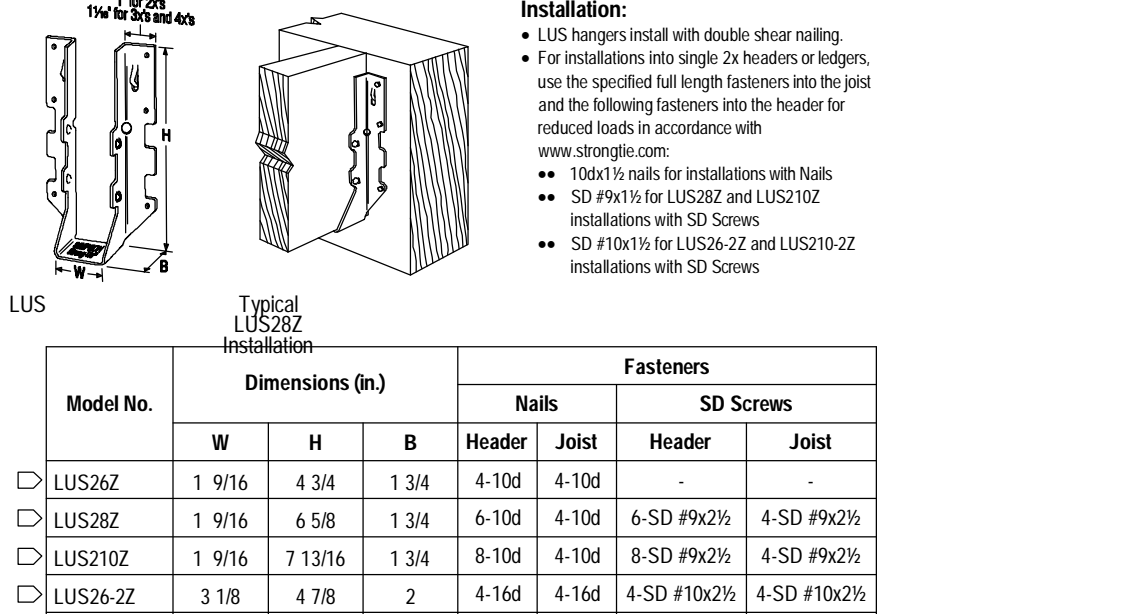 1" for 2x's
1 1/16" for 3x's and 4x's
H
W
B
Installation:
• LUS hangers install with double shear nailing.
• For installations into single 2x headers or ledgers,
use the specified full length fasteners into the joist
and the following fasteners into the header for
reduced loads in accordance with
www.strongtie.com:
•• 10dx1½ nails for installations with Nails
•• SD #9x1½ for LUS28Z and LUS210Z
installations with SD Screws
•• SD #10x1½ for LUS26-2Z and LUS210-2Z
installations with SD Screws
LUS
Typical
LUS28Z
Installation
Model No. Dimensions (in.) Fasteners
Nails SD Screws
W H B Header Joist Header Joist
LUS26Z 1 9/16 4 3/4 1 3/4 4-10d 4-10d - -
LUS28Z 1 9/16 6 5/8 1 3/4 6-10d 4-10d 6-SD #9x2½ 4-SD #9x2½
LUS210Z 1 9/16 7 13/16 1 3/4 8-10d 4-10d 8-SD #9x2½ 4-SD #9x2½
LUS26-2Z 3 1/8 4 7/8 2 4-16d 4-16d 4-SD #10x2½ 4-SD #10x2½